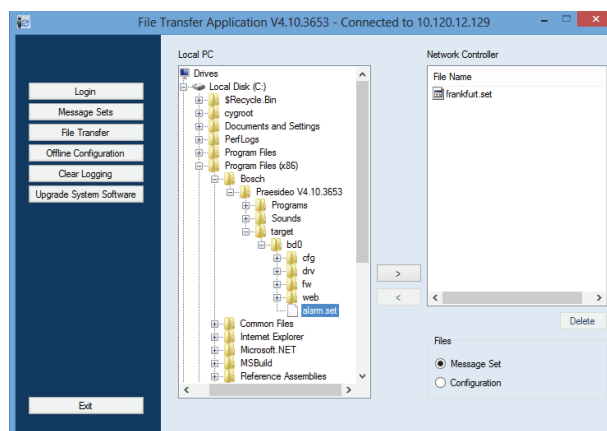 File Transfer Application V4.10.3653 - Connected to 10.120.12.129
Login
Message Sets
File Transfer
Offline Configuration
Clear Logging
Upgrade System Software
Exit
Local PC
Drives
Local Disk (C:)
$Recycle.Bin
cygroot
Documents and Settings
PerfLogs
Program Files
Program Files (x86)
Bosch
Praesideo V4.10.3653
Programs
Sounds
target
bd0
cfg
drv
fw
web
alarm.set
Common Files
Internet Explorer
Microsoft.NET
MSBuild
Reference Assemblies
>
<
Network Controller
File Name
frankfurt.set
Delete
Files
Message Set
Configuration